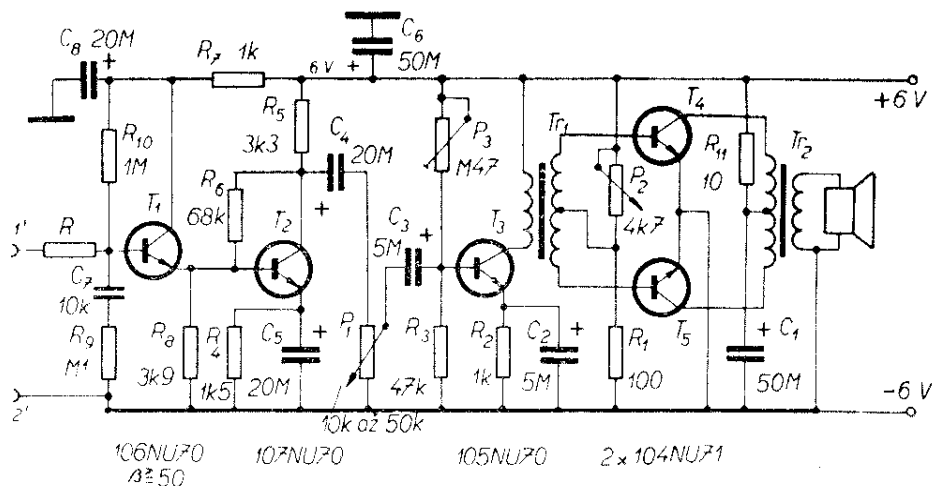 C8 20M
+
R7 1k
6V
+
C6
50M
+6V
R10
1M
R5
3k3
C4
20M
+
P3
M47
Tr1
T4
R11
10
Tr2
R6
68k
T1
T2
C3
5M
+
T3
P2
4k7
1'
R
C7
10k
R9
M1
2'
R8
3k9
R4
1k5
C5
20M
+
P1
10k až 50k
R3
47k
R2
1k
C2
5M
+
R1
100
T5
+ C1
50M
-6V
106NU70
107NU70
105NU70
2 x 104NU71